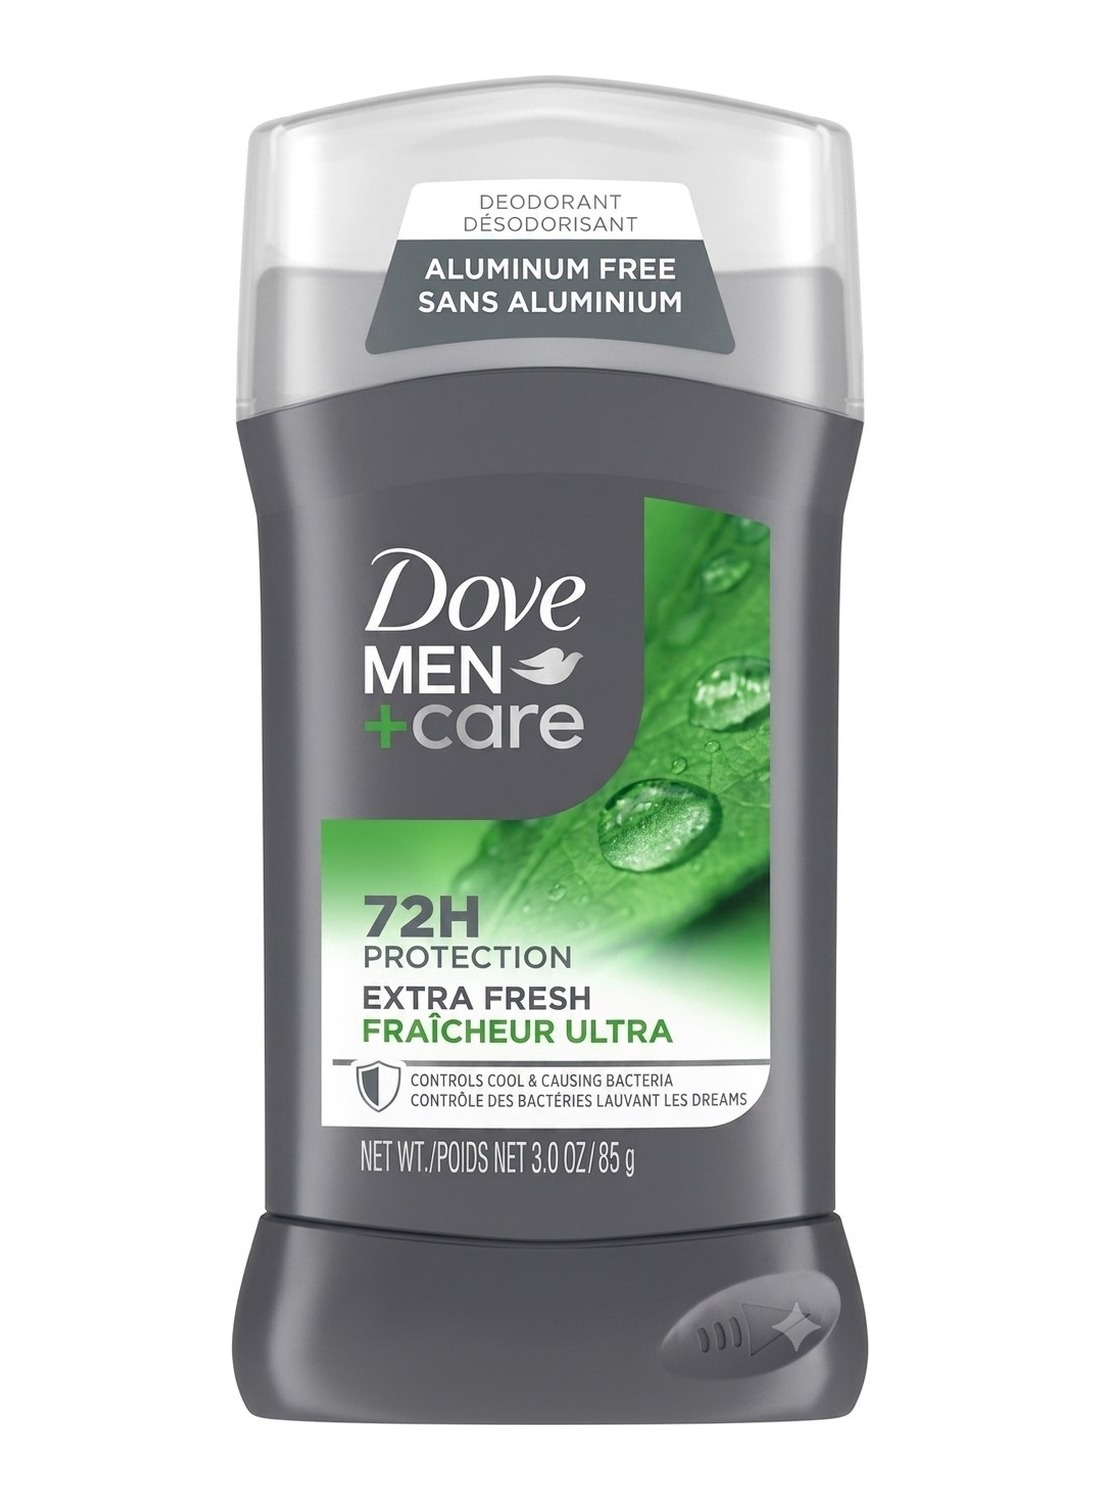 DEODORANT
DÉSODORISANT
ALUMINUM FREE
SANS ALUMINIUM
Dove
MEN
+care
72H
PROTECTION
EXTRA FRESH
FRAÎCHEUR ULTRA
CONTROLS COOL & CAUSING BACTERIA
CONTRÔLE DES BACTÉRIES LAUVANT LES DREAMS
NET WT./POIDS NET 3.0 OZ/85 g